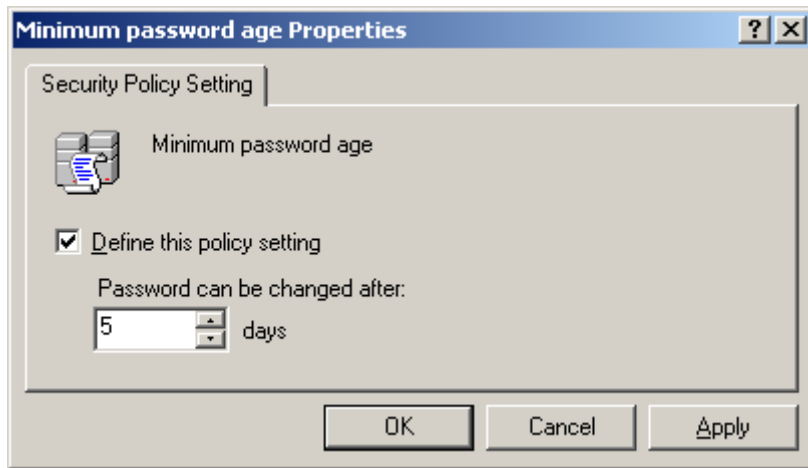 Minimum password age Properties
Security Policy Setting
Minimum password age
Define this policy setting
Password can be changed after:
5 days
OK Cancel Apply